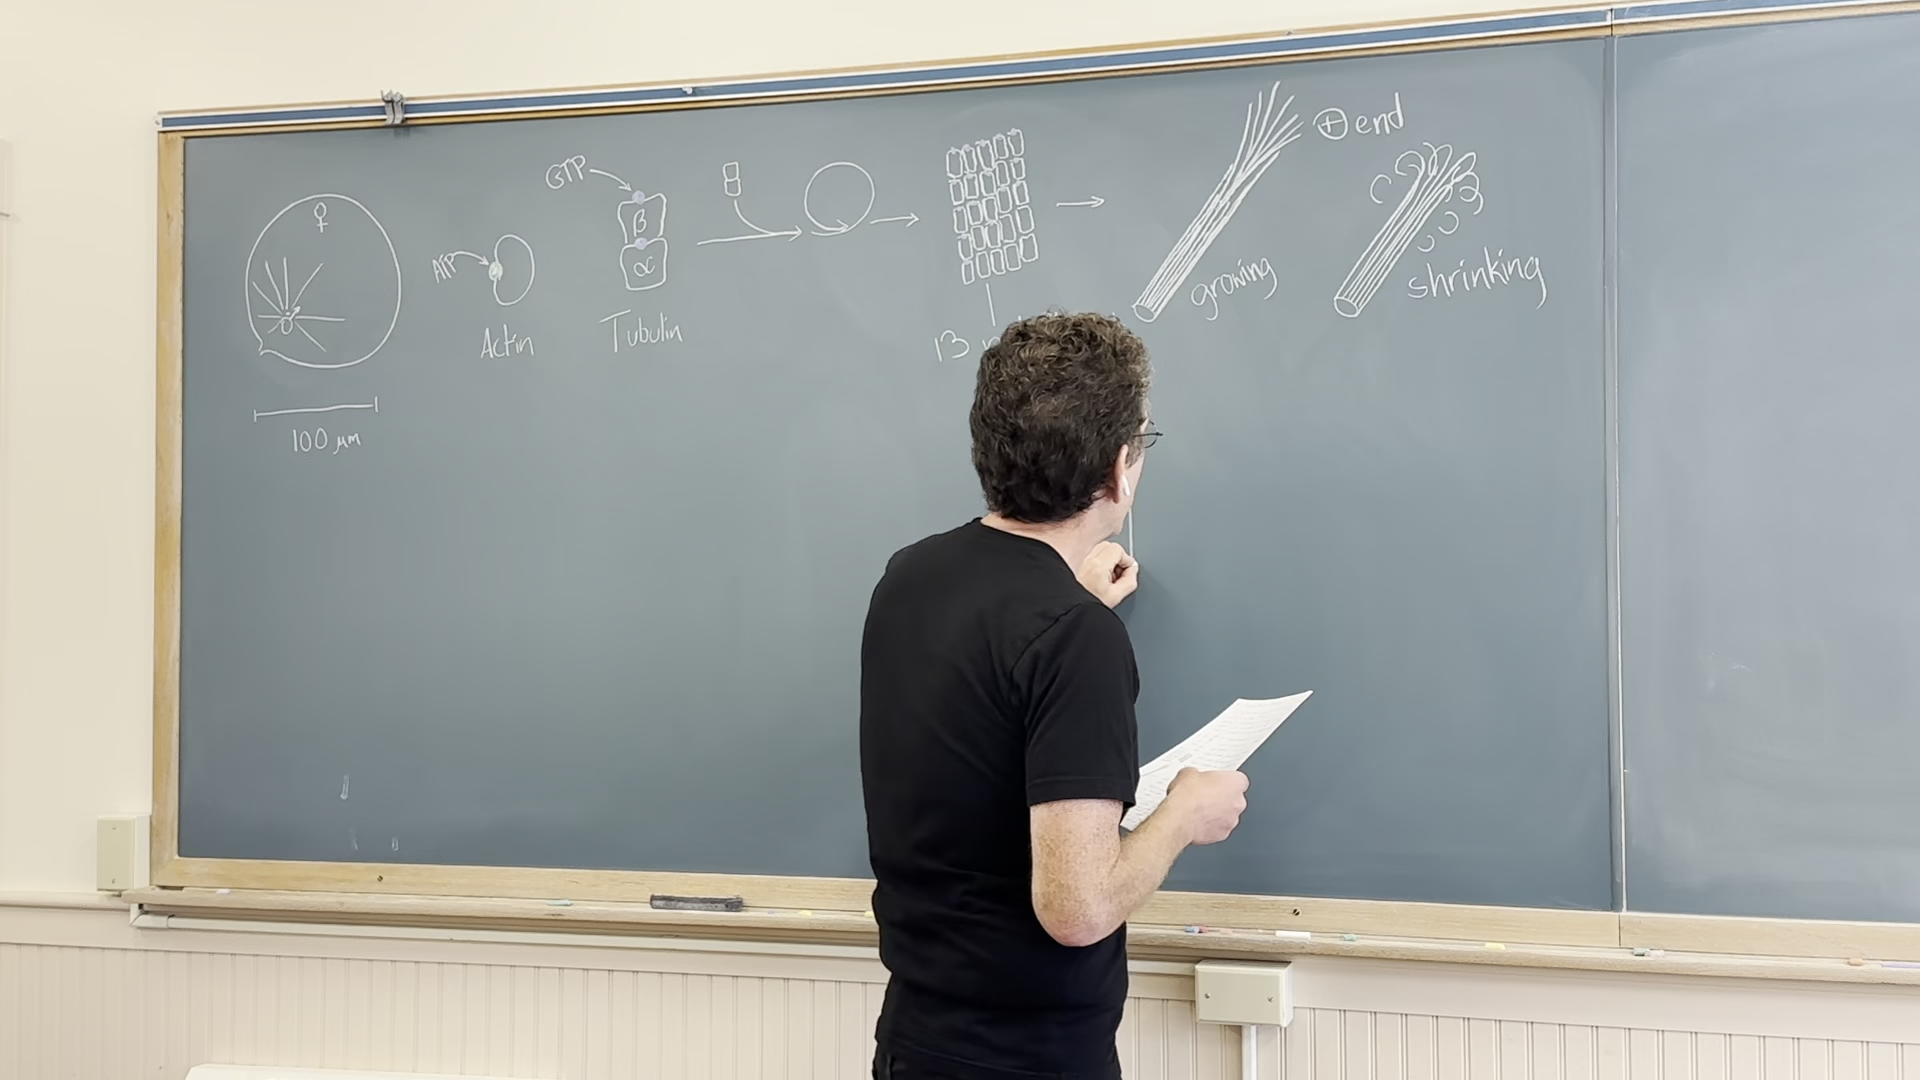 ♀
100 µm
ATP
Actin
GTP
β
α
Tubulin
13
growing
⊕ end
shrinking